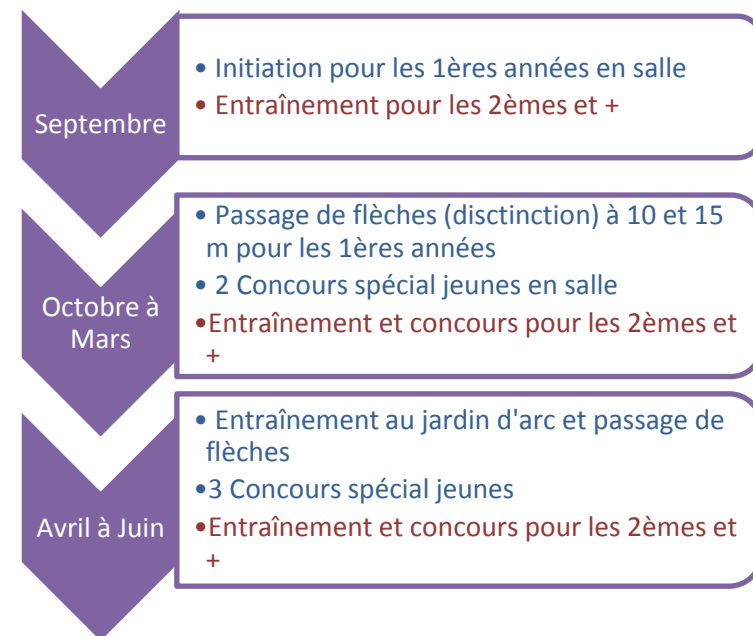 Septembre
• Initiation pour les 1ères années en salle
• Entraînement pour les 2èmes et +
Octobre à
Mars
• Passage de flèches (disctinction) à 10 et 15
m pour les 1ères années
• 2 Concours spécial jeunes en salle
•Entraînement et concours pour les 2èmes et
+
Avril à Juin
• Entraînement au jardin d'arc et passage de
flèches
•3 Concours spécial jeunes
•Entraînement et concours pour les 2èmes et
+